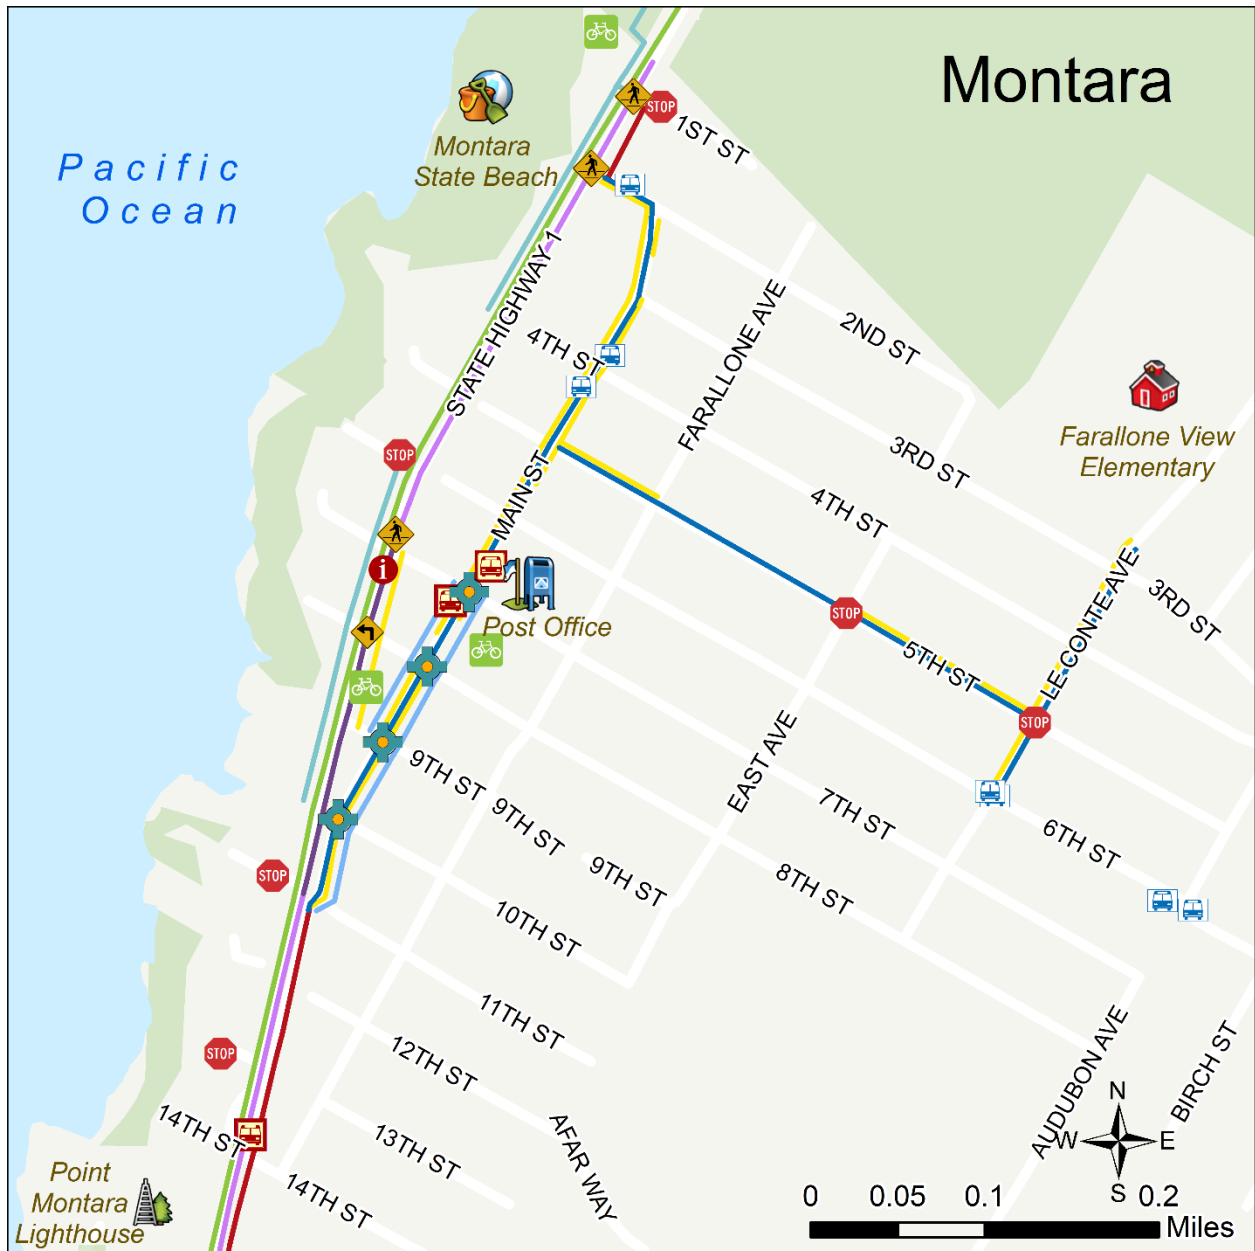 Montara
STOP
1ST ST
Montara
State Beach
Pacific
Ocean
STATE HIGHWAY 1
FARALLONE AVE
2ND ST
4TH ST
Farallone View
Elementary
3RD ST
STOP
MAIN ST
4TH ST
i
LE CONTE AVE
3RD ST
STOP
Post Office
5TH ST
STOP
EAST AVE
9TH ST
9TH ST
7TH ST
6TH ST
9TH ST
8TH ST
STOP
10TH ST
11TH ST
STOP
12TH ST
AUDUBON AVE
BIRCH ST
14TH ST
13TH ST
AFAR WAY
N
W
E
S
Point
Montara
Lighthouse
14TH ST
0 0.05 0.1 0.2
Miles